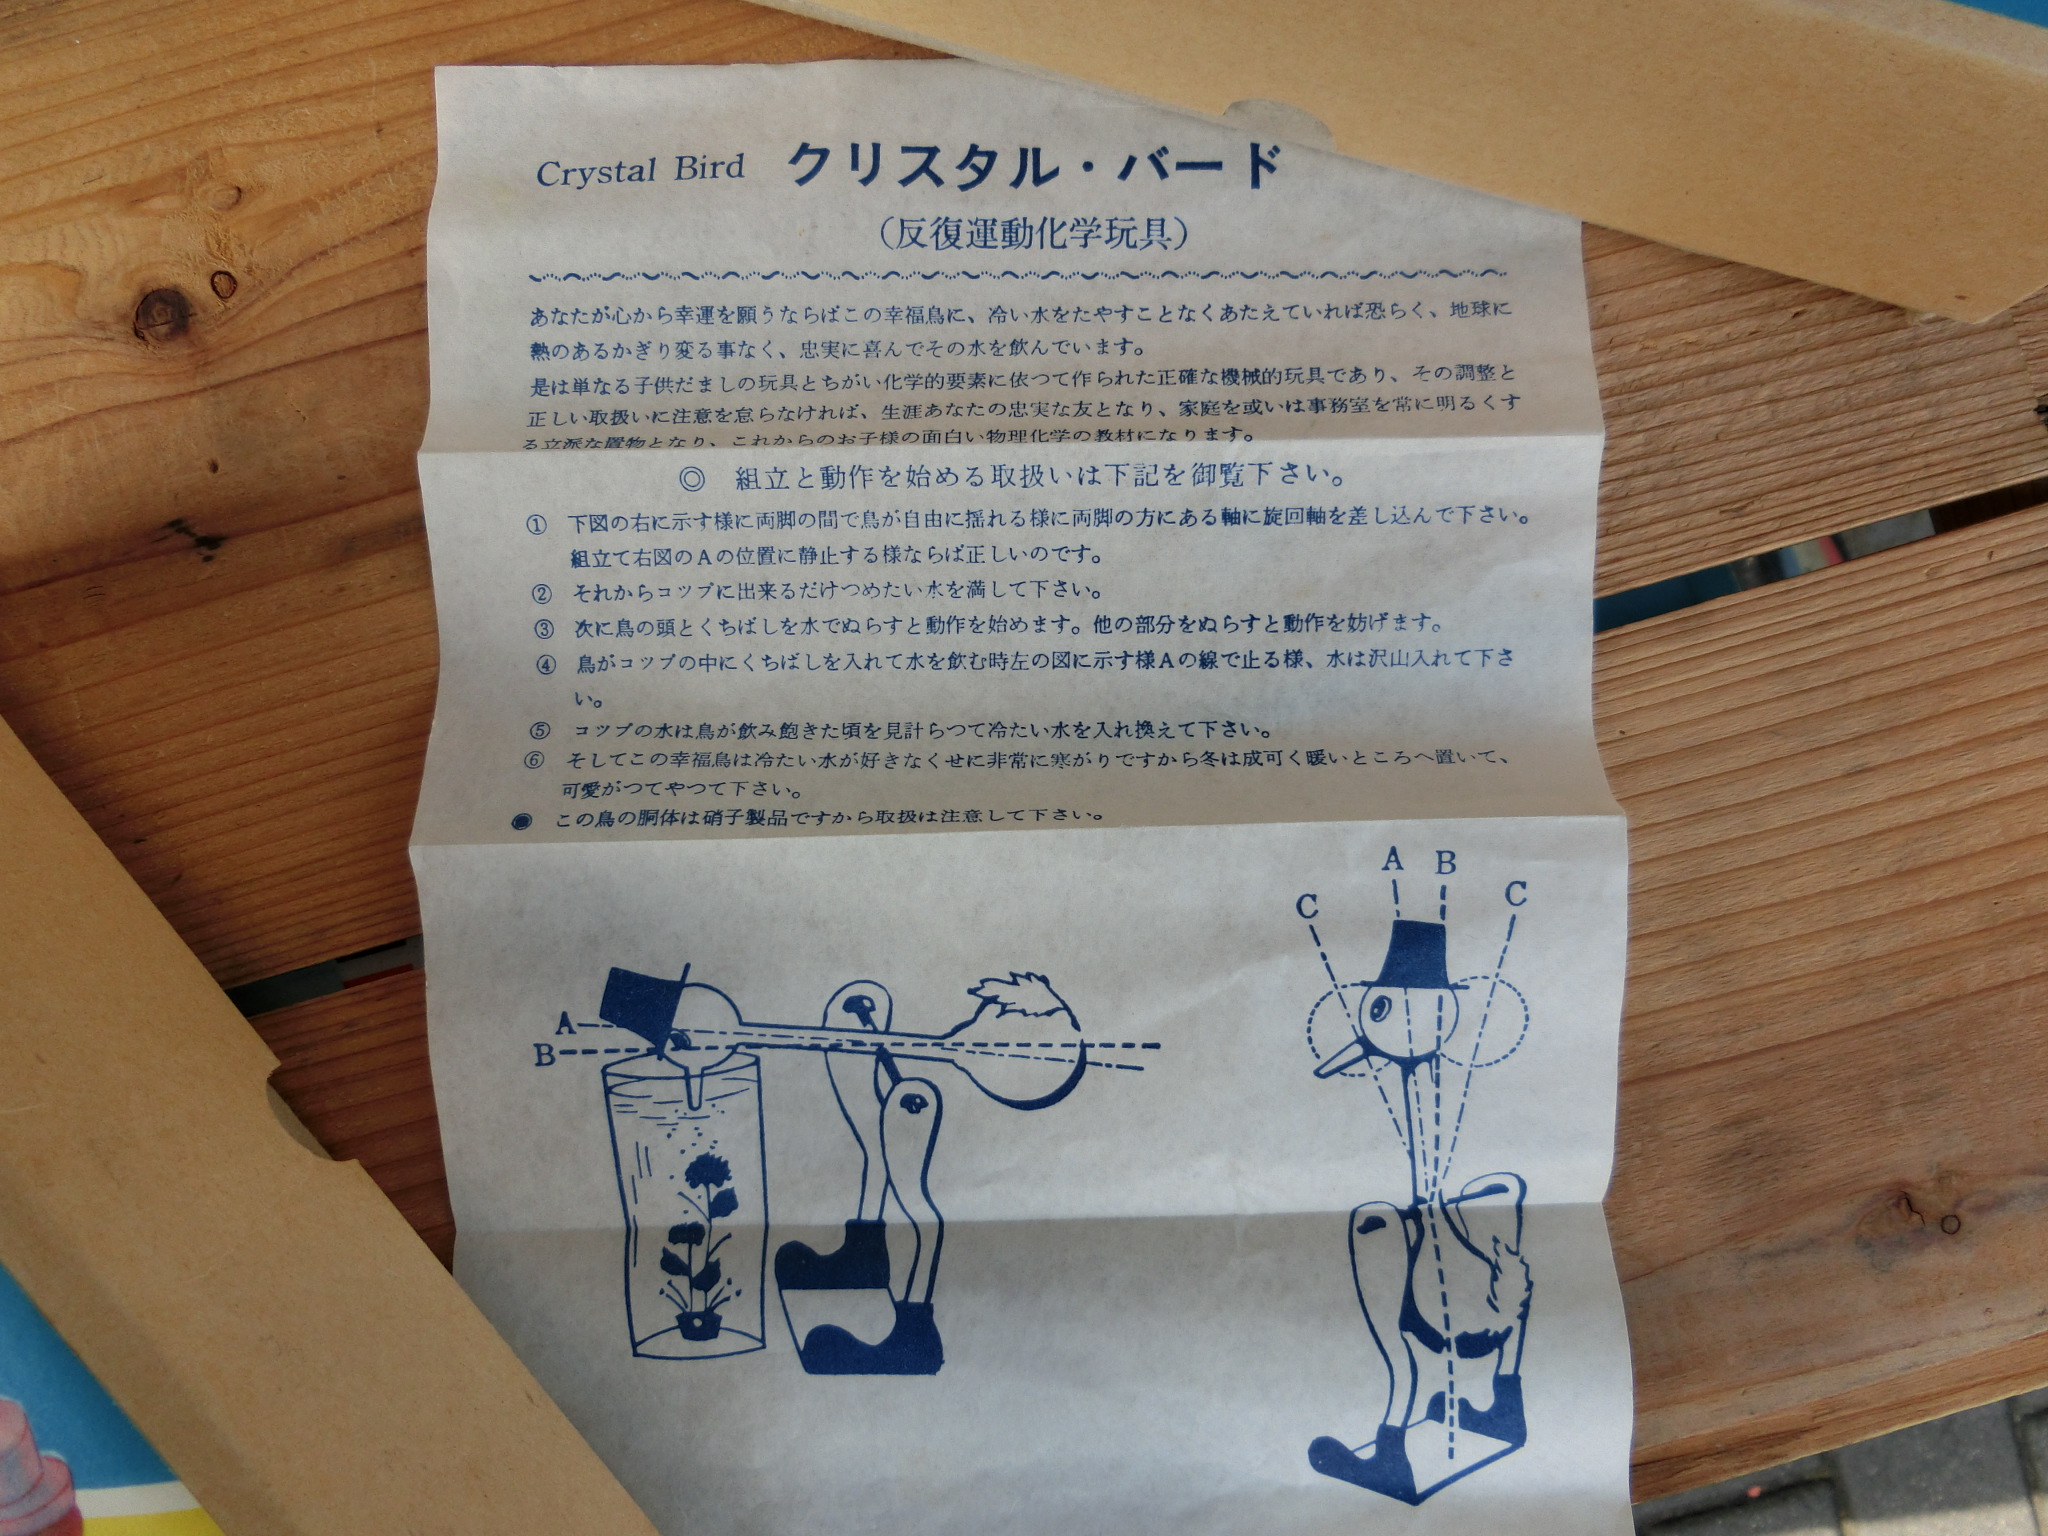 Crystal Bird クリスタル・バード
（反復運動化学玩具）
あなたが心から幸運を願うならばこの幸福鳥に、冷い水をたやすことなくあたえていれば恐らく、地球に
熱のあるかぎり変る事なく、忠実に喜んでその水を飲んでいます。
是は単なる子供だましの玩具とちがい化学的要素に依つて作られた正確な機械的玩具であり、その調整と
正しい取扱いに注意を怠らなければ、生涯あなたの忠実な友となり、家庭を或いは事務室を常に明るくす
る立派な置物となり、これからのお子様の面白い物理化学の教材になります。
◎ 組立と動作を始める取扱いは下記を御覧下さい。
① 下図の右に示す様に両脚の間で鳥が自由に揺れる様に両脚の方にある軸に旋回軸を差し込んで下さい。
組立て右図のAの位置に静止する様ならば正しいのです。
② それからコツプに出来るだけつめたい水を満して下さい。
③ 次に鳥の頭とくちばしを水でぬらすと動作を始めます。他の部分をぬらすと動作を妨げます。
④ 鳥がコツプの中にくちばしを入れて水を飲む時左の図に示す様Aの線で止る様、水は沢山入れて下さ
い。
⑤ コツプの水は鳥が飲み飽きた頃を見計らつて冷たい水を入れ換えて下さい。
⑥ そしてこの幸福鳥は冷たい水が好きなくせに非常に寒がりですから冬は成可く暖いところへ置いて、
可愛がつてやつて下さい。
● この鳥の胴体は硝子製品ですから取扱は注意して下さい。
A
B
A B
C C